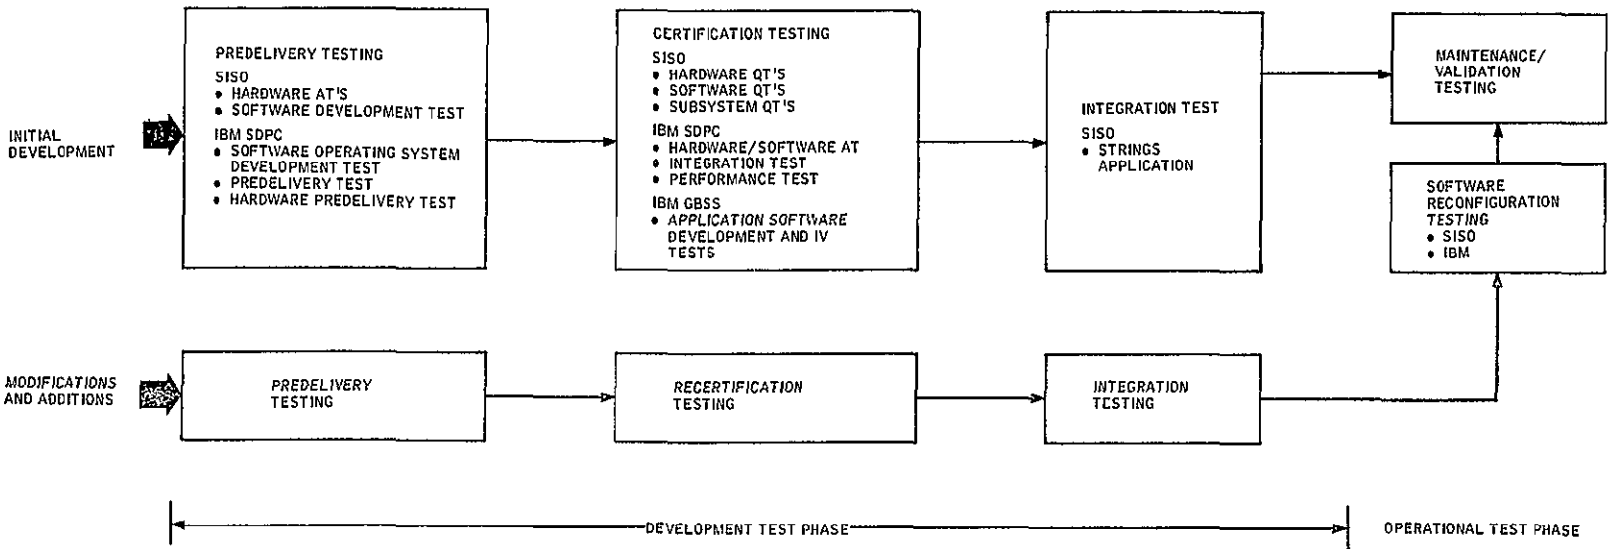 INITIAL
DEVELOPMENT
PREDELIVERY TESTING
SISO
• HARDWARE AT'S
• SOFTWARE DEVELOPMENT TEST
IBM SDPC
• SOFTWARE OPERATING SYSTEM
DEVELOPMENT TEST
• PREDELIVERY TEST
• HARDWARE PREDELIVERY TEST
CERTIFICATION TESTING
SISO
• HARDWARE QT'S
• SOFTWARE QT'S
• SUBSYSTEM QT'S
IBM SDPC
• HARDWARE/SOFTWARE AT
• INTEGRATION TEST
• PERFORMANCE TEST
IBM GBSS
• APPLICATION SOFTWARE
DEVELOPMENT AND IV
TESTS
INTEGRATION TEST
SISO
• STRINGS
APPLICATION
MAINTENANCE/
VALIDATION
TESTING
SOFTWARE
RECONFIGURATION
TESTING
• SISO
• IBM
MODIFICATIONS
AND ADDITIONS
PREDELIVERY
TESTING
RECERTIFICATION
TESTING
INTEGRATION
TESTING
DEVELOPMENT TEST PHASE
OPERATIONAL TEST PHASE